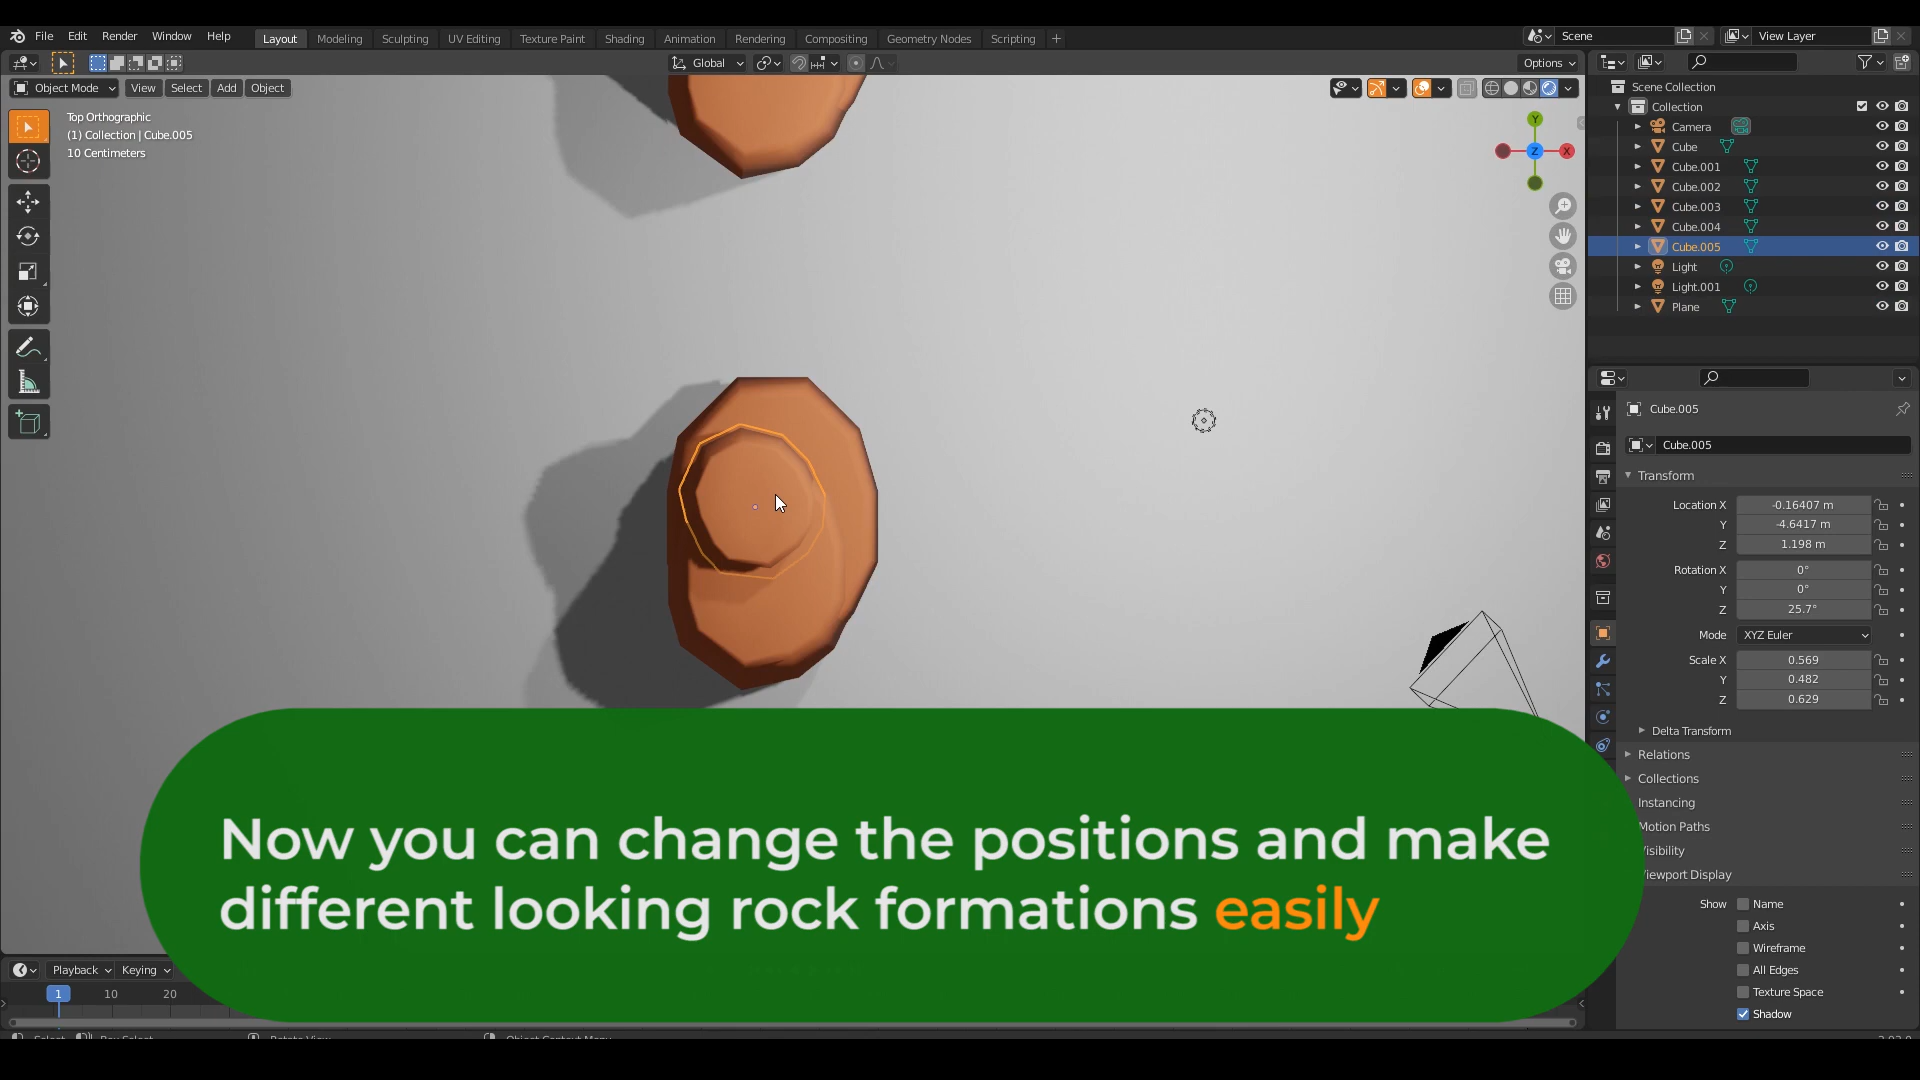 File Edit Render Window Help Layout Modeling Sculpting UV Editing Texture Paint Shading Animation Rendering Compositing Geometry Nodes Scripting Scene View Layer
Global Options
Object Mode View Select Add Object
Top Orthographic
(1) Collection | Cube.005
10 Centimeters
Y
Z
X
Scene Collection
Collection
Camera
Cube
Cube.001
Cube.002
Cube.003
Cube.004
Cube.005
Light
Light.001
Plane
Cube.005
Cube.005
Transform
Location X -0.16407 m
Y -4.6417 m
Z 1.198 m
Rotation X 0°
Y 0°
Z 25.7°
Mode XYZ Euler
Scale X 0.569
Y 0.482
Z 0.629
Delta Transform
Relations
Collections
Instancing
Motion Paths
Viewport Display
Show Name
Axis
Wireframe
All Edges
Texture Space
Shadow
Now you can change the positions and make
different looking rock formations easily
Playback Keying
1 10 20